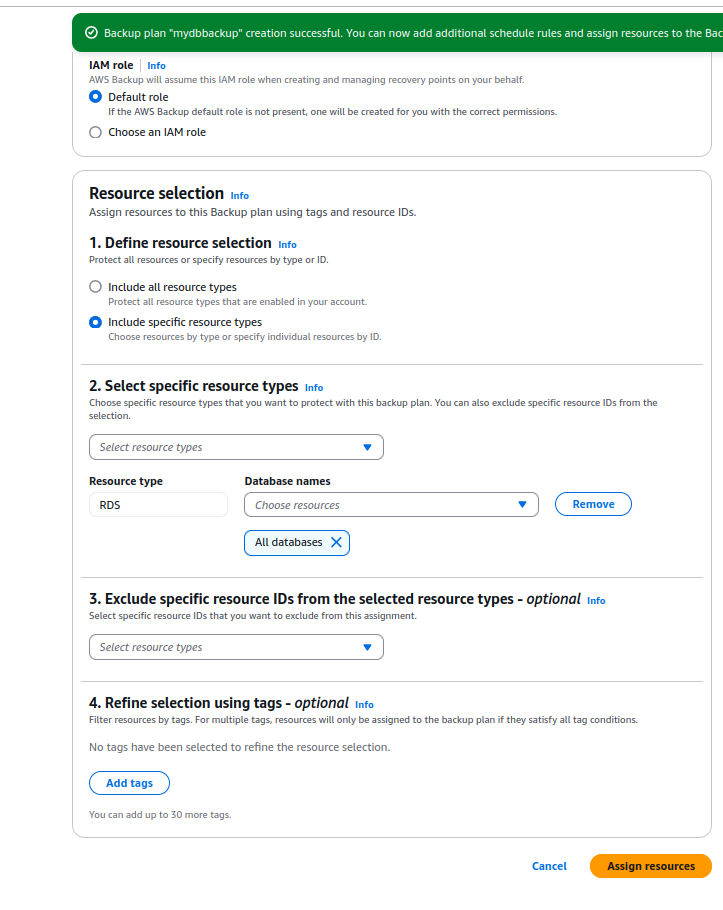 Backup plan "mydbbackup" creation successful. You can now add additional schedule rules and assign resources to the Bac
IAM role Info
AWS Backup will assume this IAM role when creating and managing recovery points on your behalf.
Default role
If the AWS Backup default role is not present, one will be created for you with the correct permissions.
Choose an IAM role
Resource selection Info
Assign resources to this Backup plan using tags and resource IDs.
1. Define resource selection Info
Protect all resources or specify resources by type or ID.
Include all resource types
Protect all resource types that are enabled in your account.
Include specific resource types
Choose resources by type or specify individual resources by ID.
2. Select specific resource types Info
Choose specific resource types that you want to protect with this backup plan. You can also exclude specific resource IDs from the
selection.
Select resource types
Resource type Database names
RDS Choose resources Remove
All databases
3. Exclude specific resource IDs from the selected resource types - optional Info
Select specific resource IDs that you want to exclude from this assignment.
Select resource types
4. Refine selection using tags - optional Info
Filter resources by tags. For multiple tags, resources will only be assigned to the backup plan if they satisfy all tag conditions.
No tags have been selected to refine the resource selection.
Add tags
You can add up to 30 more tags.
Cancel Assign resources